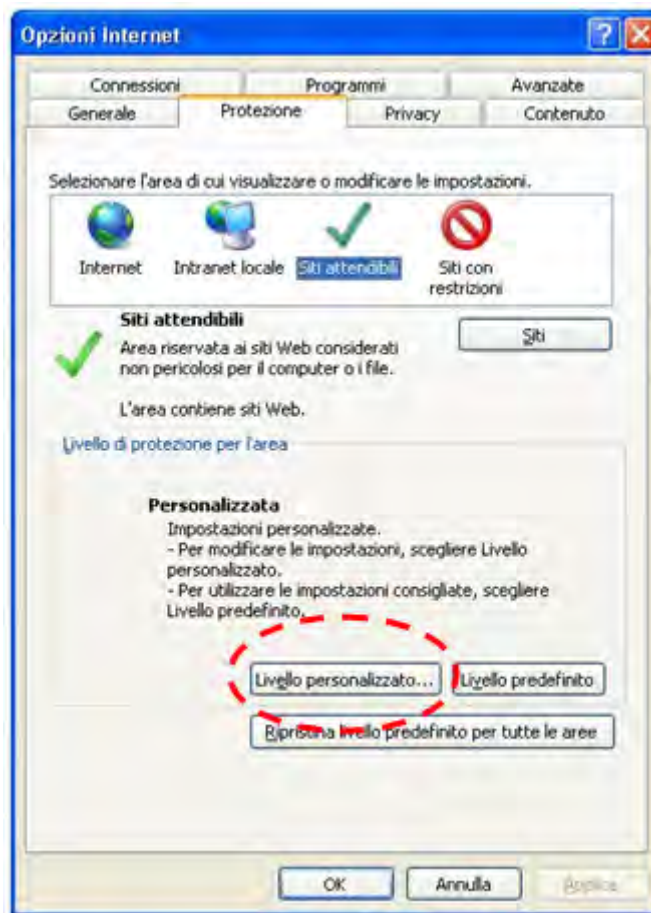 Opzioni Internet
Connessioni Programmi Avanzate
Generale Protezione Privacy Contenuto
Selezionare l'area di cui visualizzare o modificare le impostazioni.
Internet Intranet locale Siti attendibili Siti con
restrizioni
Siti attendibili
Siti
Area riservata ai siti Web considerati
non pericolosi per il computer o i file.
L'area contiene siti Web.
Livello di protezione per l'area
Personalizzata
Impostazioni personalizzate.
- Per modificare le impostazioni, scegliere Livello
personalizzato.
- Per utilizzare le impostazioni consigliate, scegliere
Livello predefinito.
Livello personalizzato... Livello predefinito
Ripristina livello predefinito per tutte le aree
OK Annulla Applica